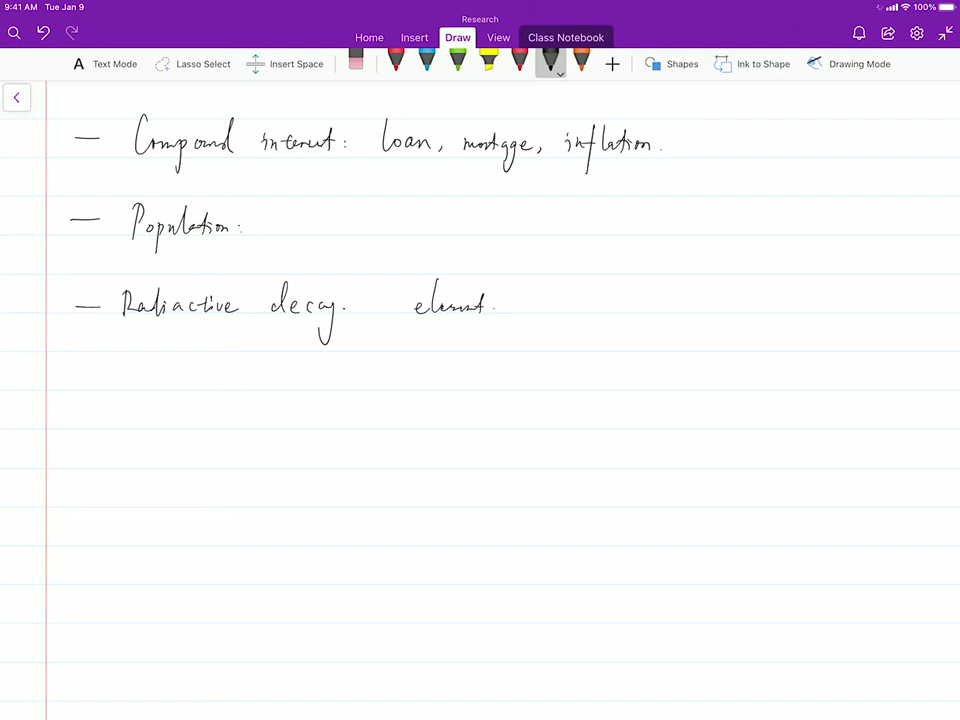 9:41 AM Tue Jan 9
100%
Research
Home Insert Draw View Class Notebook
A Text Mode Lasso Select Insert Space Shapes Ink to Shape Drawing Mode
— Compound interest: loan, mortgage, inflation.
— Population:
— Radiactive decay. element.